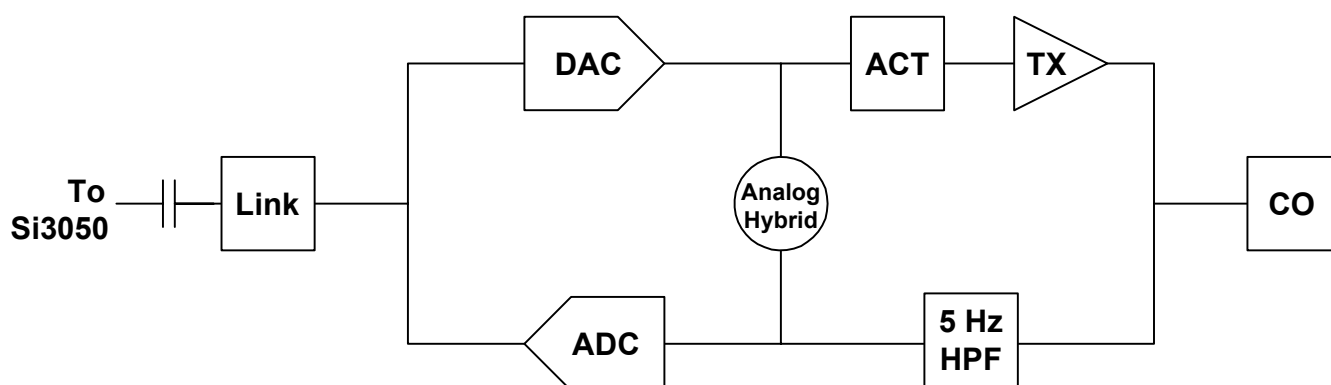 DAC
ACT
TX
To
Si3050
Link
Analog
Hybrid
CO
ADC
5 Hz
HPF